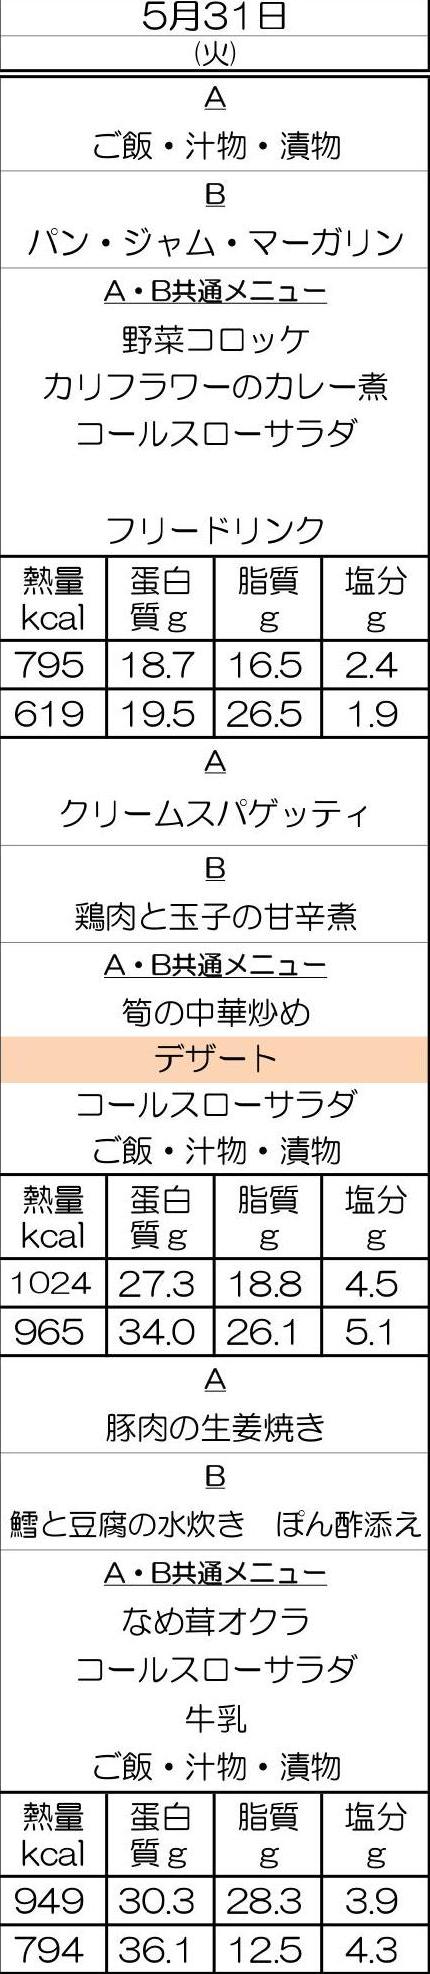 5月31日
(火)
A
ご飯・汁物・漬物
B
パン・ジャム・マーガリン
A・B共通メニュー
野菜コロッケ
カリフラワーのカレー煮
コールスローサラダ
フリードリンク
熱量 蛋白 脂質 塩分
kcal 質g g g
795 18.7 16.5 2.4
619 19.5 26.5 1.9
A
クリームスパゲッティ
B
鶏肉と玉子の甘辛煮
A・B共通メニュー
筍の中華炒め
デザート
コールスローサラダ
ご飯・汁物・漬物
熱量 蛋白 脂質 塩分
kcal 質g g g
1024 27.3 18.8 4.5
965 34.0 26.1 5.1
A
豚肉の生姜焼き
B
鱈と豆腐の水炊き　ぽん酢添え
A・B共通メニュー
なめ茸オクラ
コールスローサラダ
牛乳
ご飯・汁物・漬物
熱量 蛋白 脂質 塩分
kcal 質g g g
949 30.3 28.3 3.9
794 36.1 12.5 4.3